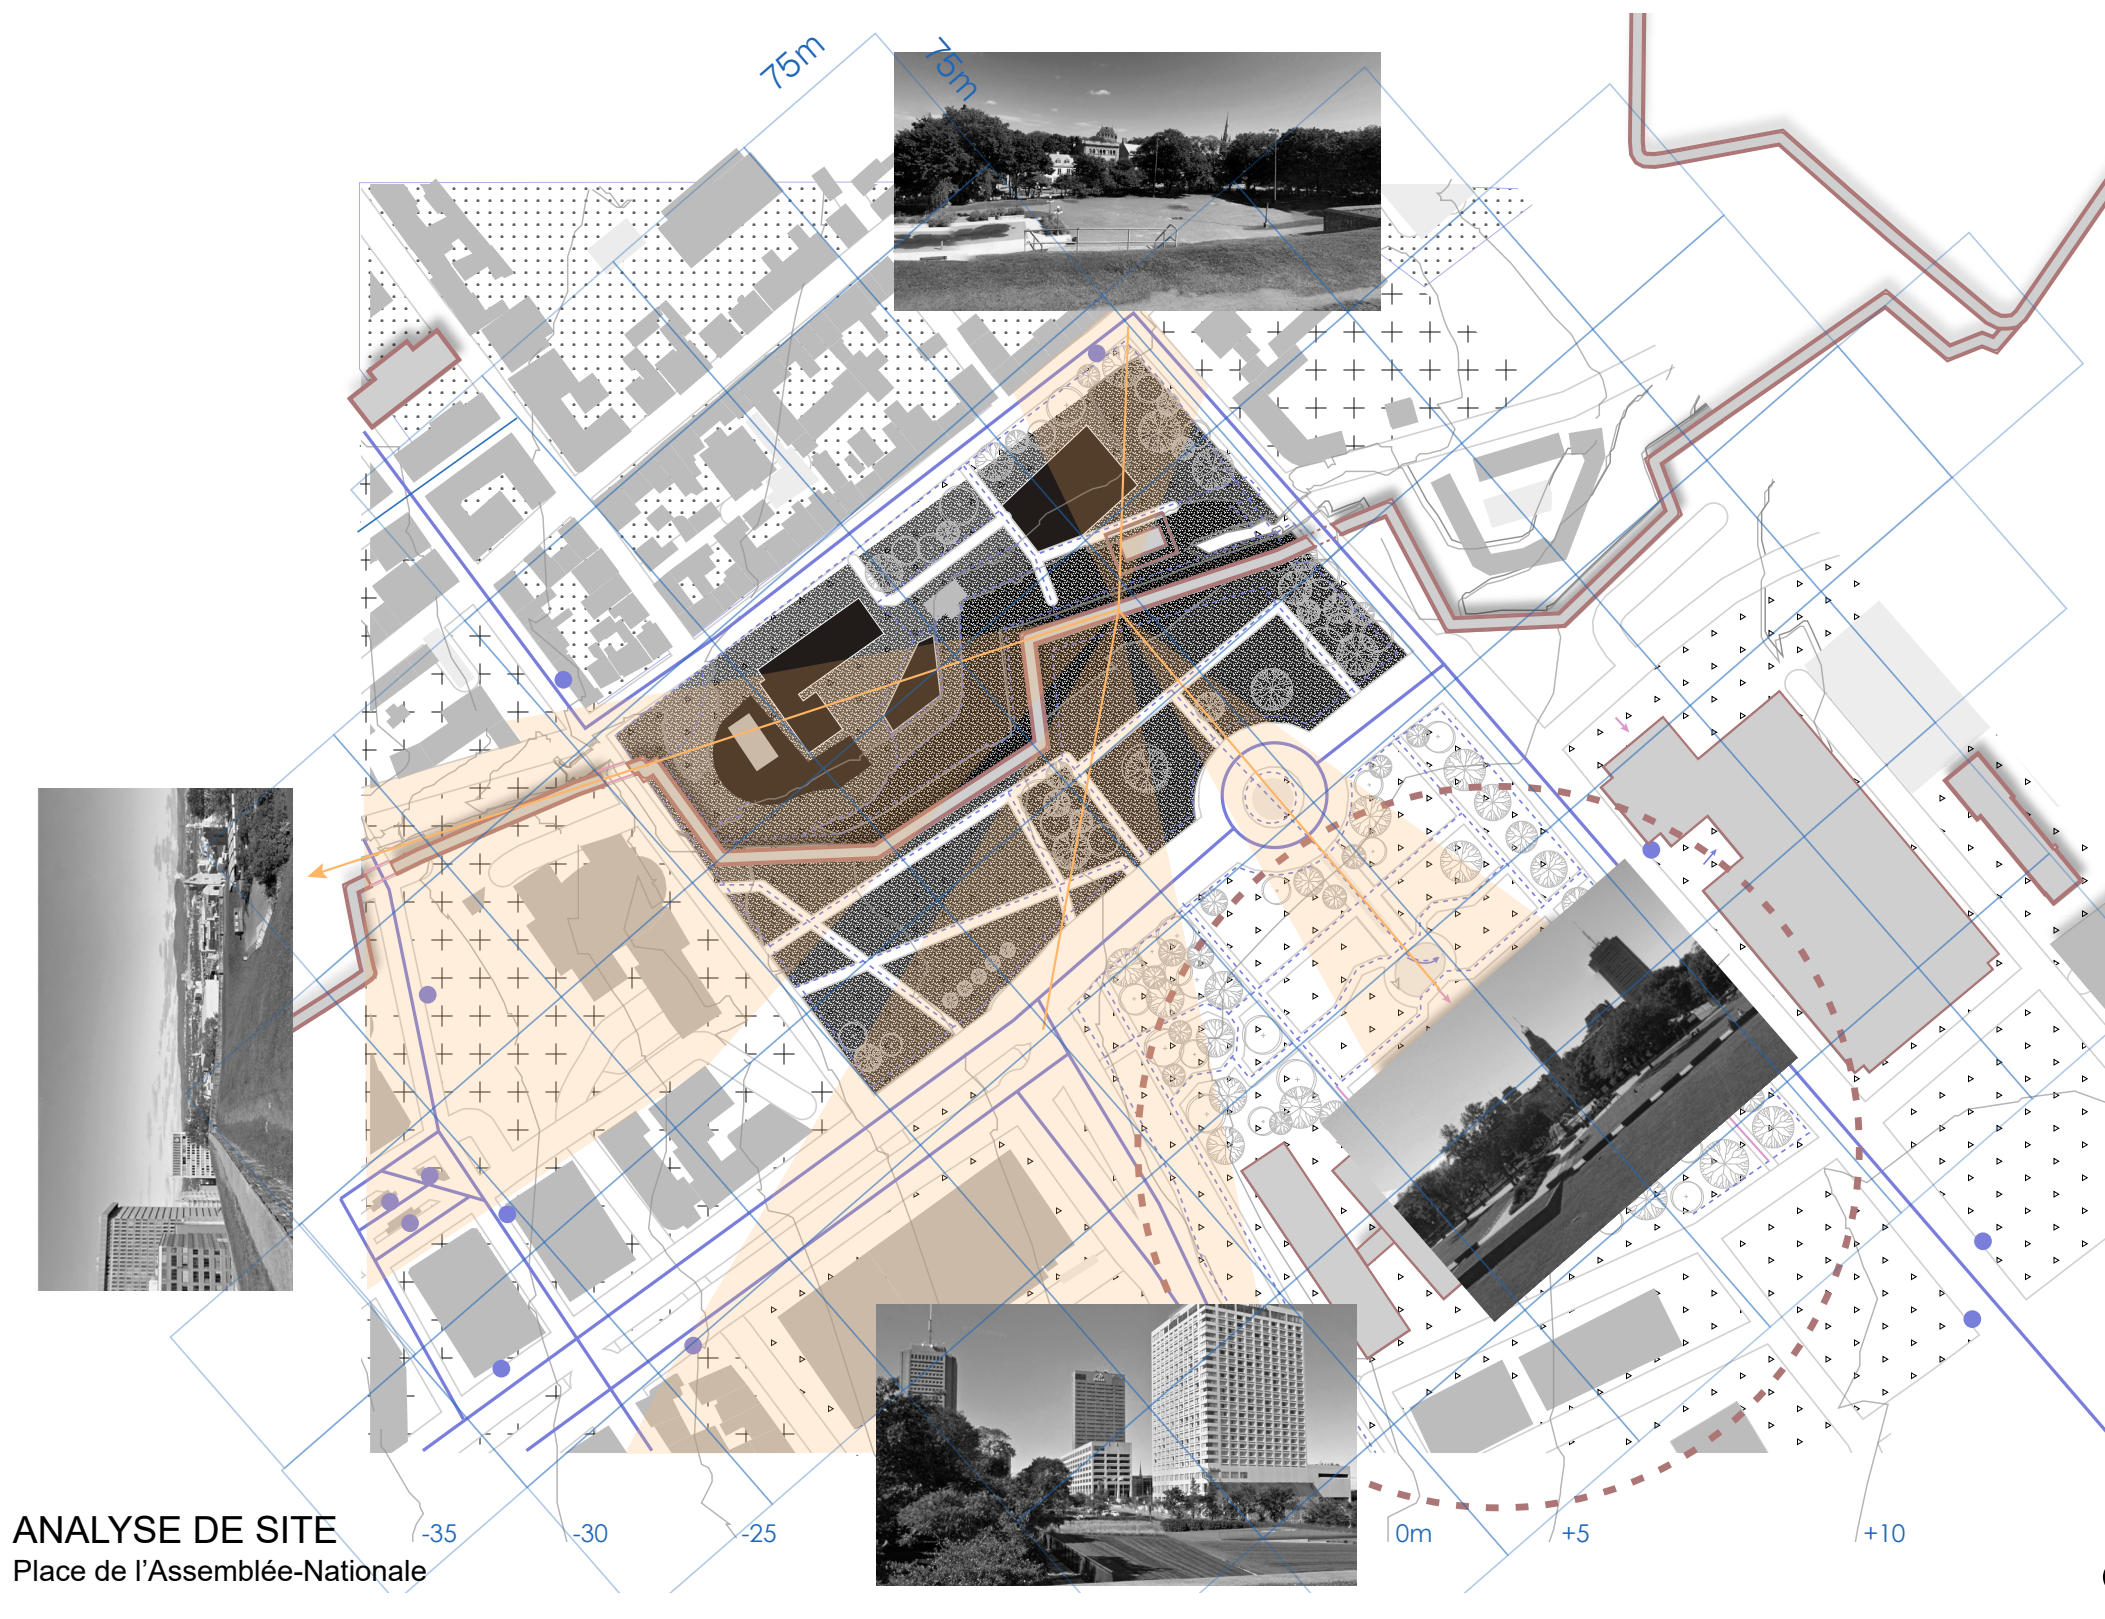 75m
75m
-35
-30
-25
0m
+5
+10
ANALYSE DE SITE
Place de l'Assemblée-Nationale